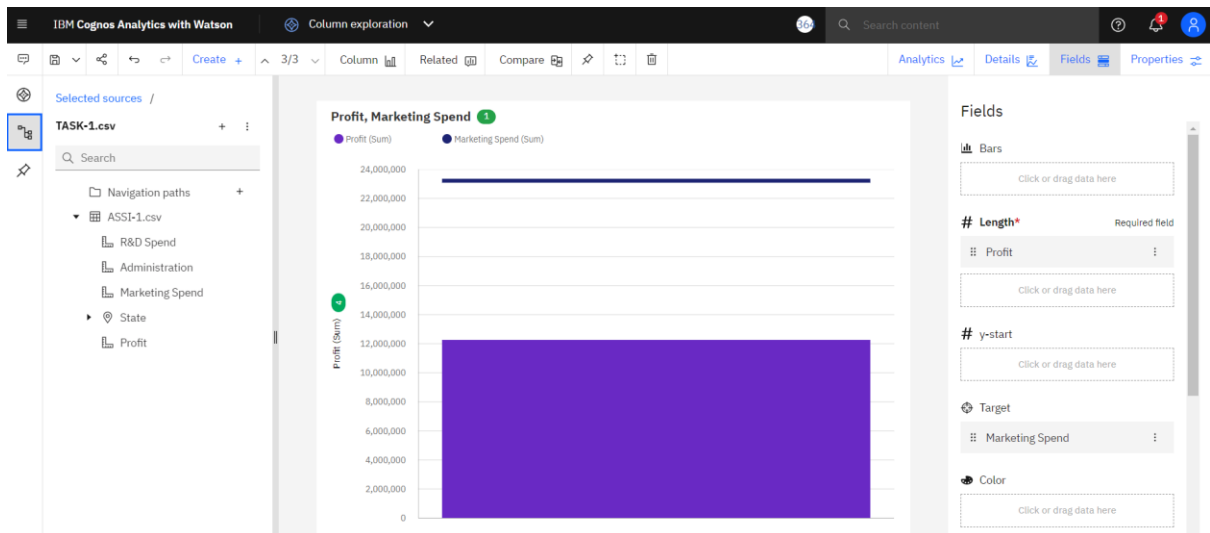 IBM Cognos Analytics with Watson
Column exploration
364
Search content
1
Create +
3/3
Column
Related
Compare
Analytics
Details
Fields
Properties
Selected sources /
TASK-1.csv
Search
Navigation paths
ASSI-1.csv
R&D Spend
Administration
Marketing Spend
State
Profit
Profit, Marketing Spend 1
Profit (Sum)
Marketing Spend (Sum)
24,000,000
22,000,000
20,000,000
18,000,000
16,000,000
14,000,000
12,000,000
10,000,000
8,000,000
6,000,000
4,000,000
2,000,000
0
Profit (Sum) 4
Fields
Bars
Click or drag data here
# Length* Required field
Profit
Click or drag data here
# y-start
Click or drag data here
Target
Marketing Spend
Color
Click or drag data here